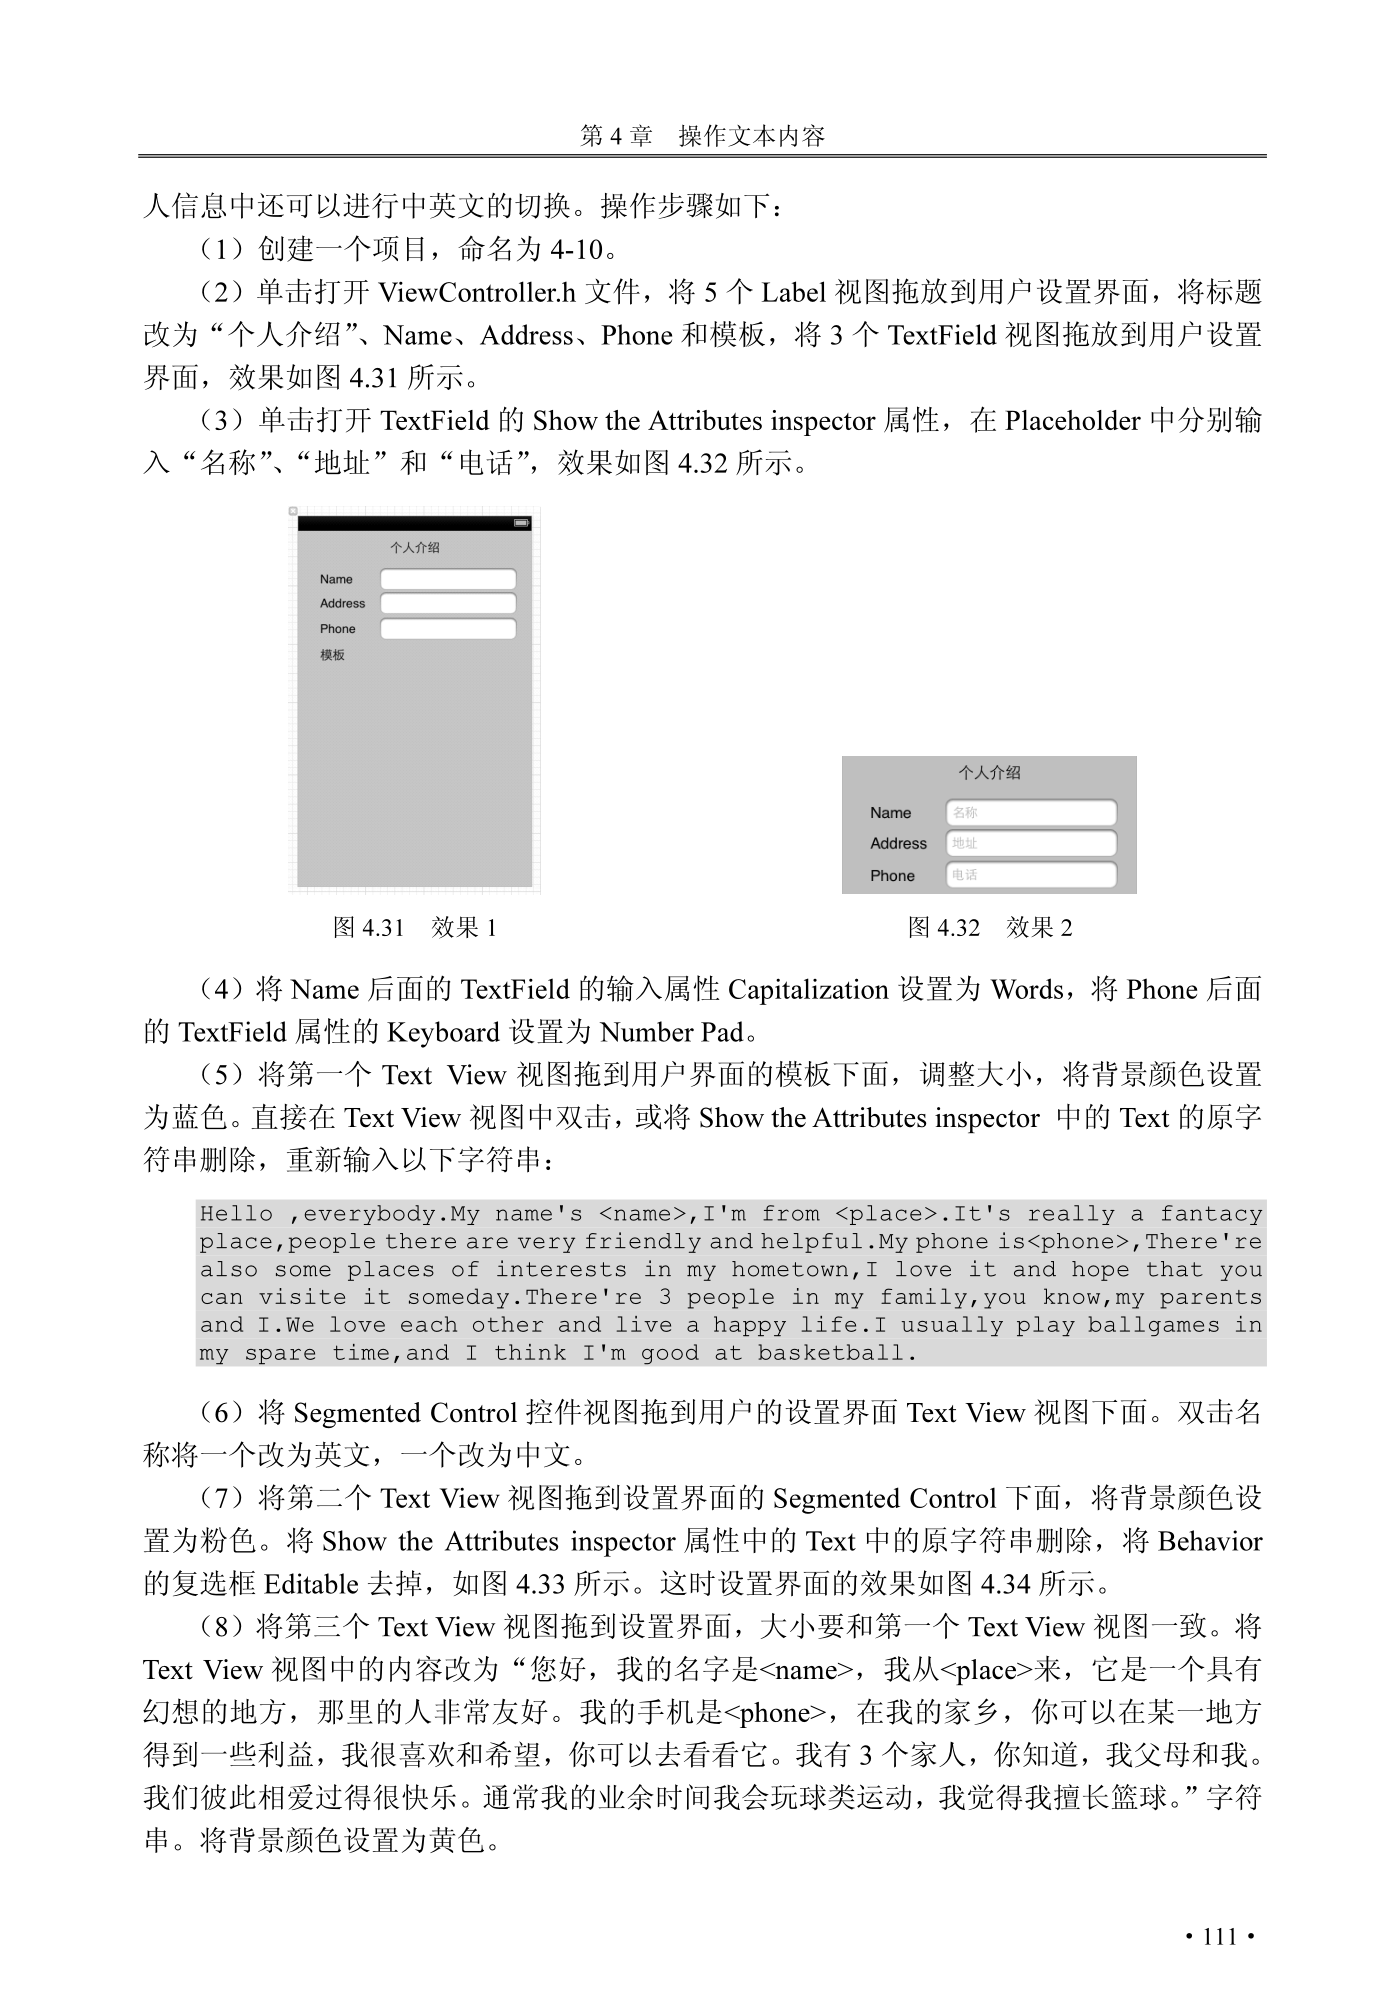 第 4 章　操作文本内容
人信息中还可以进行中英文的切换。操作步骤如下：
（1）创建一个项目，命名为 4-10。
（2）单击打开 ViewController.h 文件，将 5 个 Label 视图拖放到用户设置界面，将标题
改为“个人介绍”、Name、Address、Phone 和模板，将 3 个 TextField 视图拖放到用户设置
界面，效果如图 4.31 所示。
（3）单击打开 TextField 的 Show the Attributes inspector 属性，在 Placeholder 中分别输
入“名称”、“地址”和“电话”，效果如图 4.32 所示。
个人介绍
Name
Address
Phone
模板
个人介绍
Name 名称
Address 地址
Phone 电话
图 4.31　效果 1
图 4.32　效果 2
（4）将 Name 后面的 TextField 的输入属性 Capitalization 设置为 Words，将 Phone 后面
的 TextField 属性的 Keyboard 设置为 Number Pad。
（5）将第一个 Text View 视图拖到用户界面的模板下面，调整大小，将背景颜色设置
为蓝色。直接在 Text View 视图中双击，或将 Show the Attributes inspector 中的 Text 的原字
符串删除，重新输入以下字符串：
Hello ,everybody.My name's <name>,I'm from <place>.It's really a fantacy
place,people there are very friendly and helpful.My phone is<phone>,There're
also some places of interests in my hometown,I love it and hope that you
can visite it someday.There're 3 people in my family,you know,my parents
and I.We love each other and live a happy life.I usually play ballgames in
my spare time,and I think I'm good at basketball.
（6）将 Segmented Control 控件视图拖到用户的设置界面 Text View 视图下面。双击名
称将一个改为英文，一个改为中文。
（7）将第二个 Text View 视图拖到设置界面的 Segmented Control 下面，将背景颜色设
置为粉色。将 Show the Attributes inspector 属性中的 Text 中的原字符串删除，将 Behavior
的复选框 Editable 去掉，如图 4.33 所示。这时设置界面的效果如图 4.34 所示。
（8）将第三个 Text View 视图拖到设置界面，大小要和第一个 Text View 视图一致。将
Text View 视图中的内容改为“您好，我的名字是<name>，我从<place>来，它是一个具有
幻想的地方，那里的人非常友好。我的手机是<phone>，在我的家乡，你可以在某一地方
得到一些利益，我很喜欢和希望，你可以去看看它。我有 3 个家人，你知道，我父母和我。
我们彼此相爱过得很快乐。通常我的业余时间我会玩球类运动，我觉得我擅长篮球。”字符
串。将背景颜色设置为黄色。
• 111 •